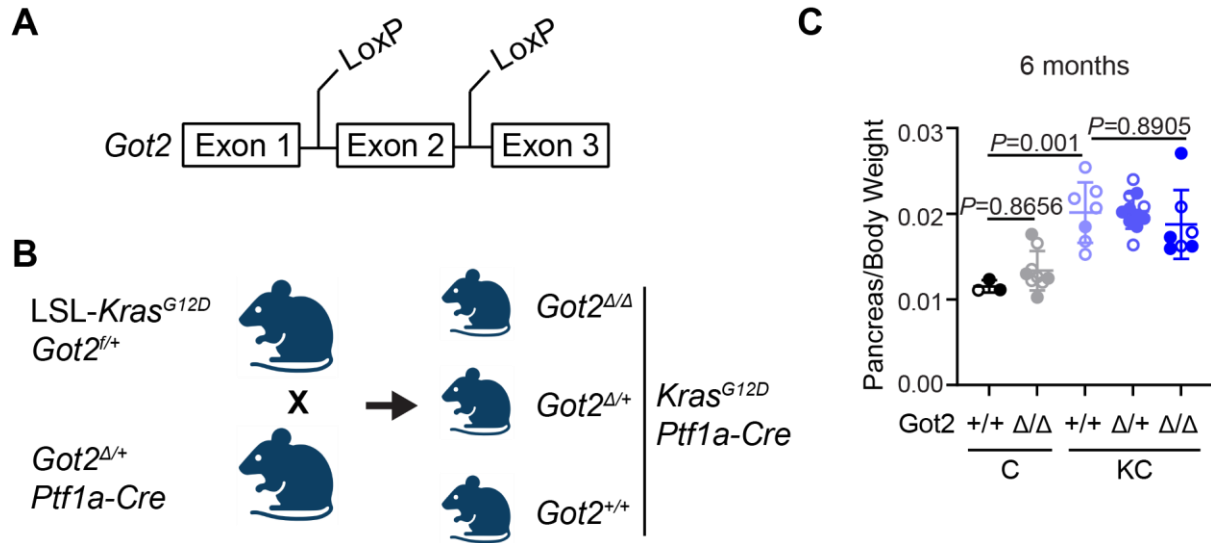 A
LoxP LoxP
Got2 Exon 1 Exon 2 Exon 3
B
LSL-Kras^G12D
Got2^f/+
X
Got2^Δ/+
Ptf1a-Cre
Got2^Δ/Δ
Got2^Δ/+
Got2^+/+
Kras^G12D
Ptf1a-Cre
C
6 months
Pancreas/Body Weight
0.03
0.02
0.01
0.00
P=0.8905
P=0.001
P=0.8656
Got2 +/+ Δ/Δ +/+ Δ/+ Δ/Δ
C KC